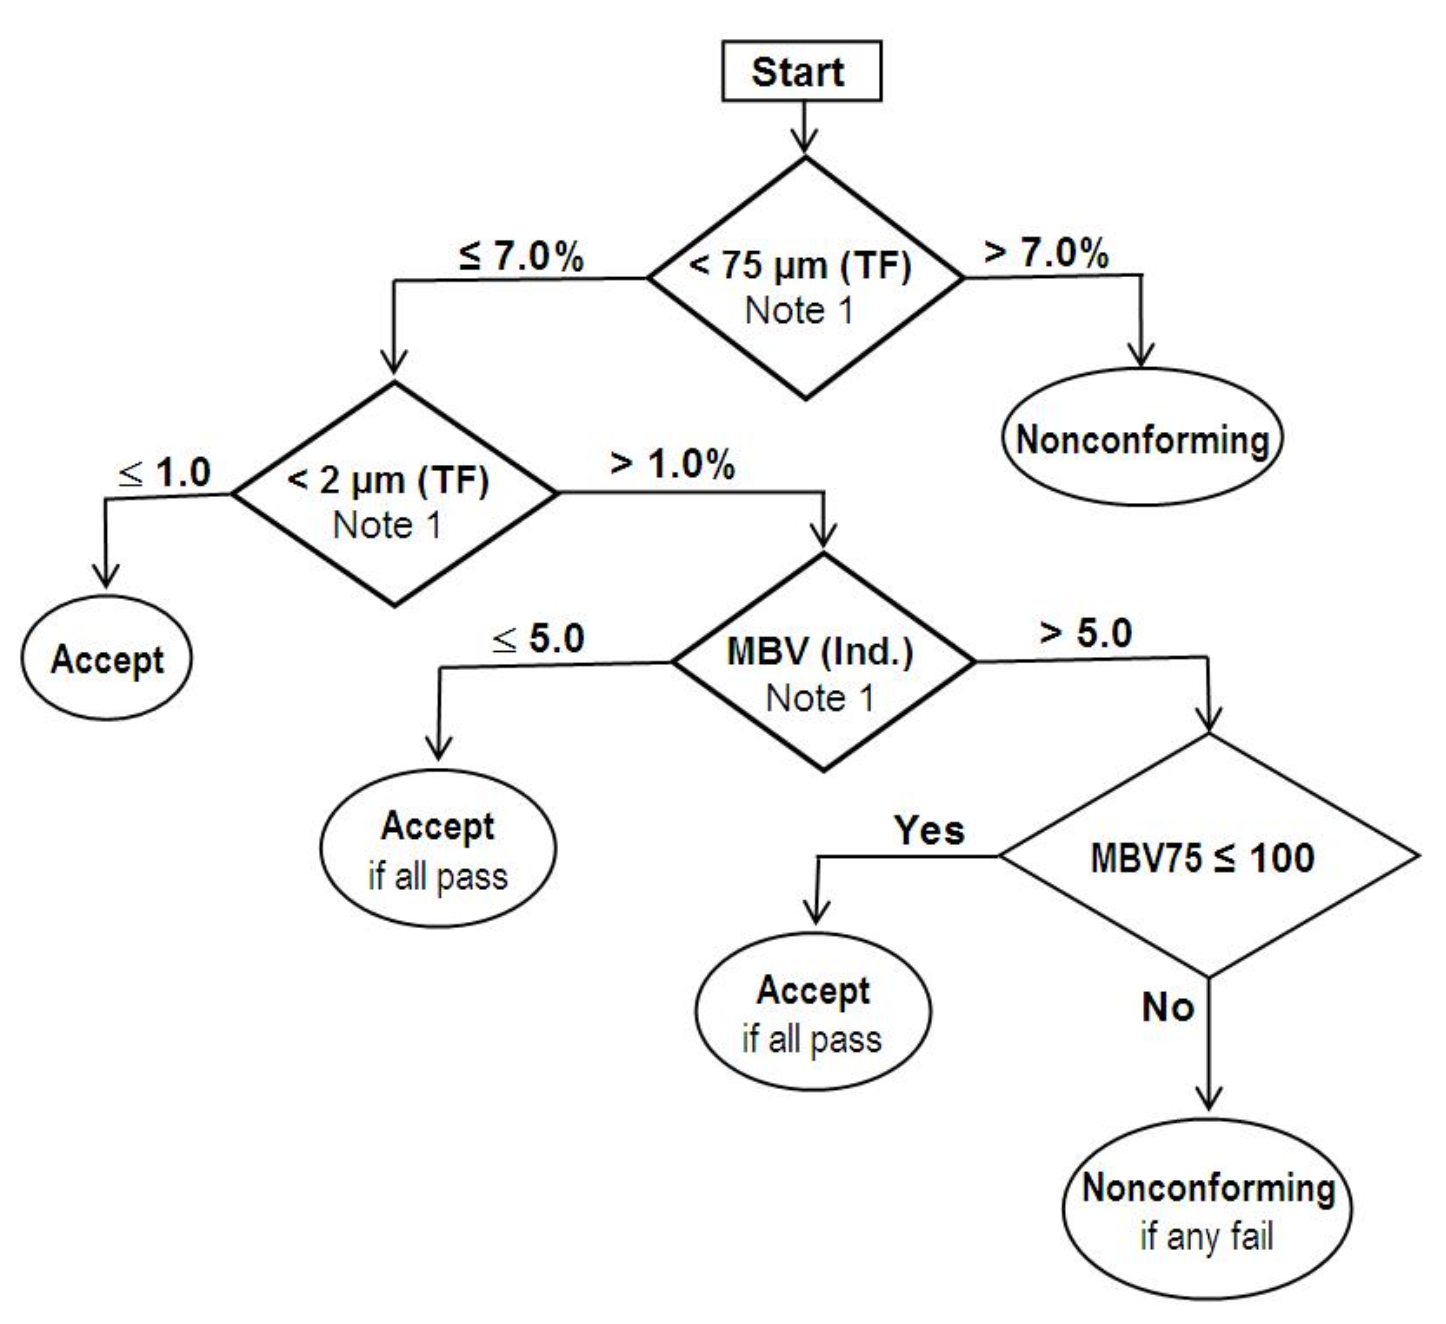 Start
≤ 7.0%
< 75 µm (TF)
Note 1
> 7.0%
Nonconforming
≤ 1.0
< 2 µm (TF)
Note 1
> 1.0%
Accept
≤ 5.0
MBV (Ind.)
Note 1
> 5.0
Accept
if all pass
Yes
MBV75 ≤ 100
Accept
if all pass
No
Nonconforming
if any fail